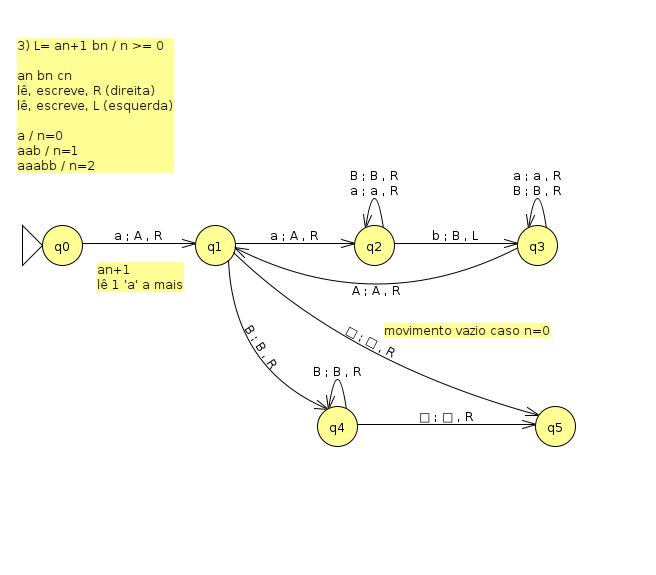 3) L= an+1 bn / n >= 0
an bn cn
lê, escreve, R (direita)
lê, escreve, L (esquerda)
a / n=0
aab / n=1
aaabb / n=2
B ; B , R
a ; a , R
a ; a , R
B ; B , R
q0
a ; A , R
q1
a ; A , R
q2
b ; B , L
q3
an+1
lê 1 'a' a mais
A ; A , R
B ; B , R
□ ; □ , R
movimento vazio caso n=0
B ; B , R
q4
□ ; □ , R
q5